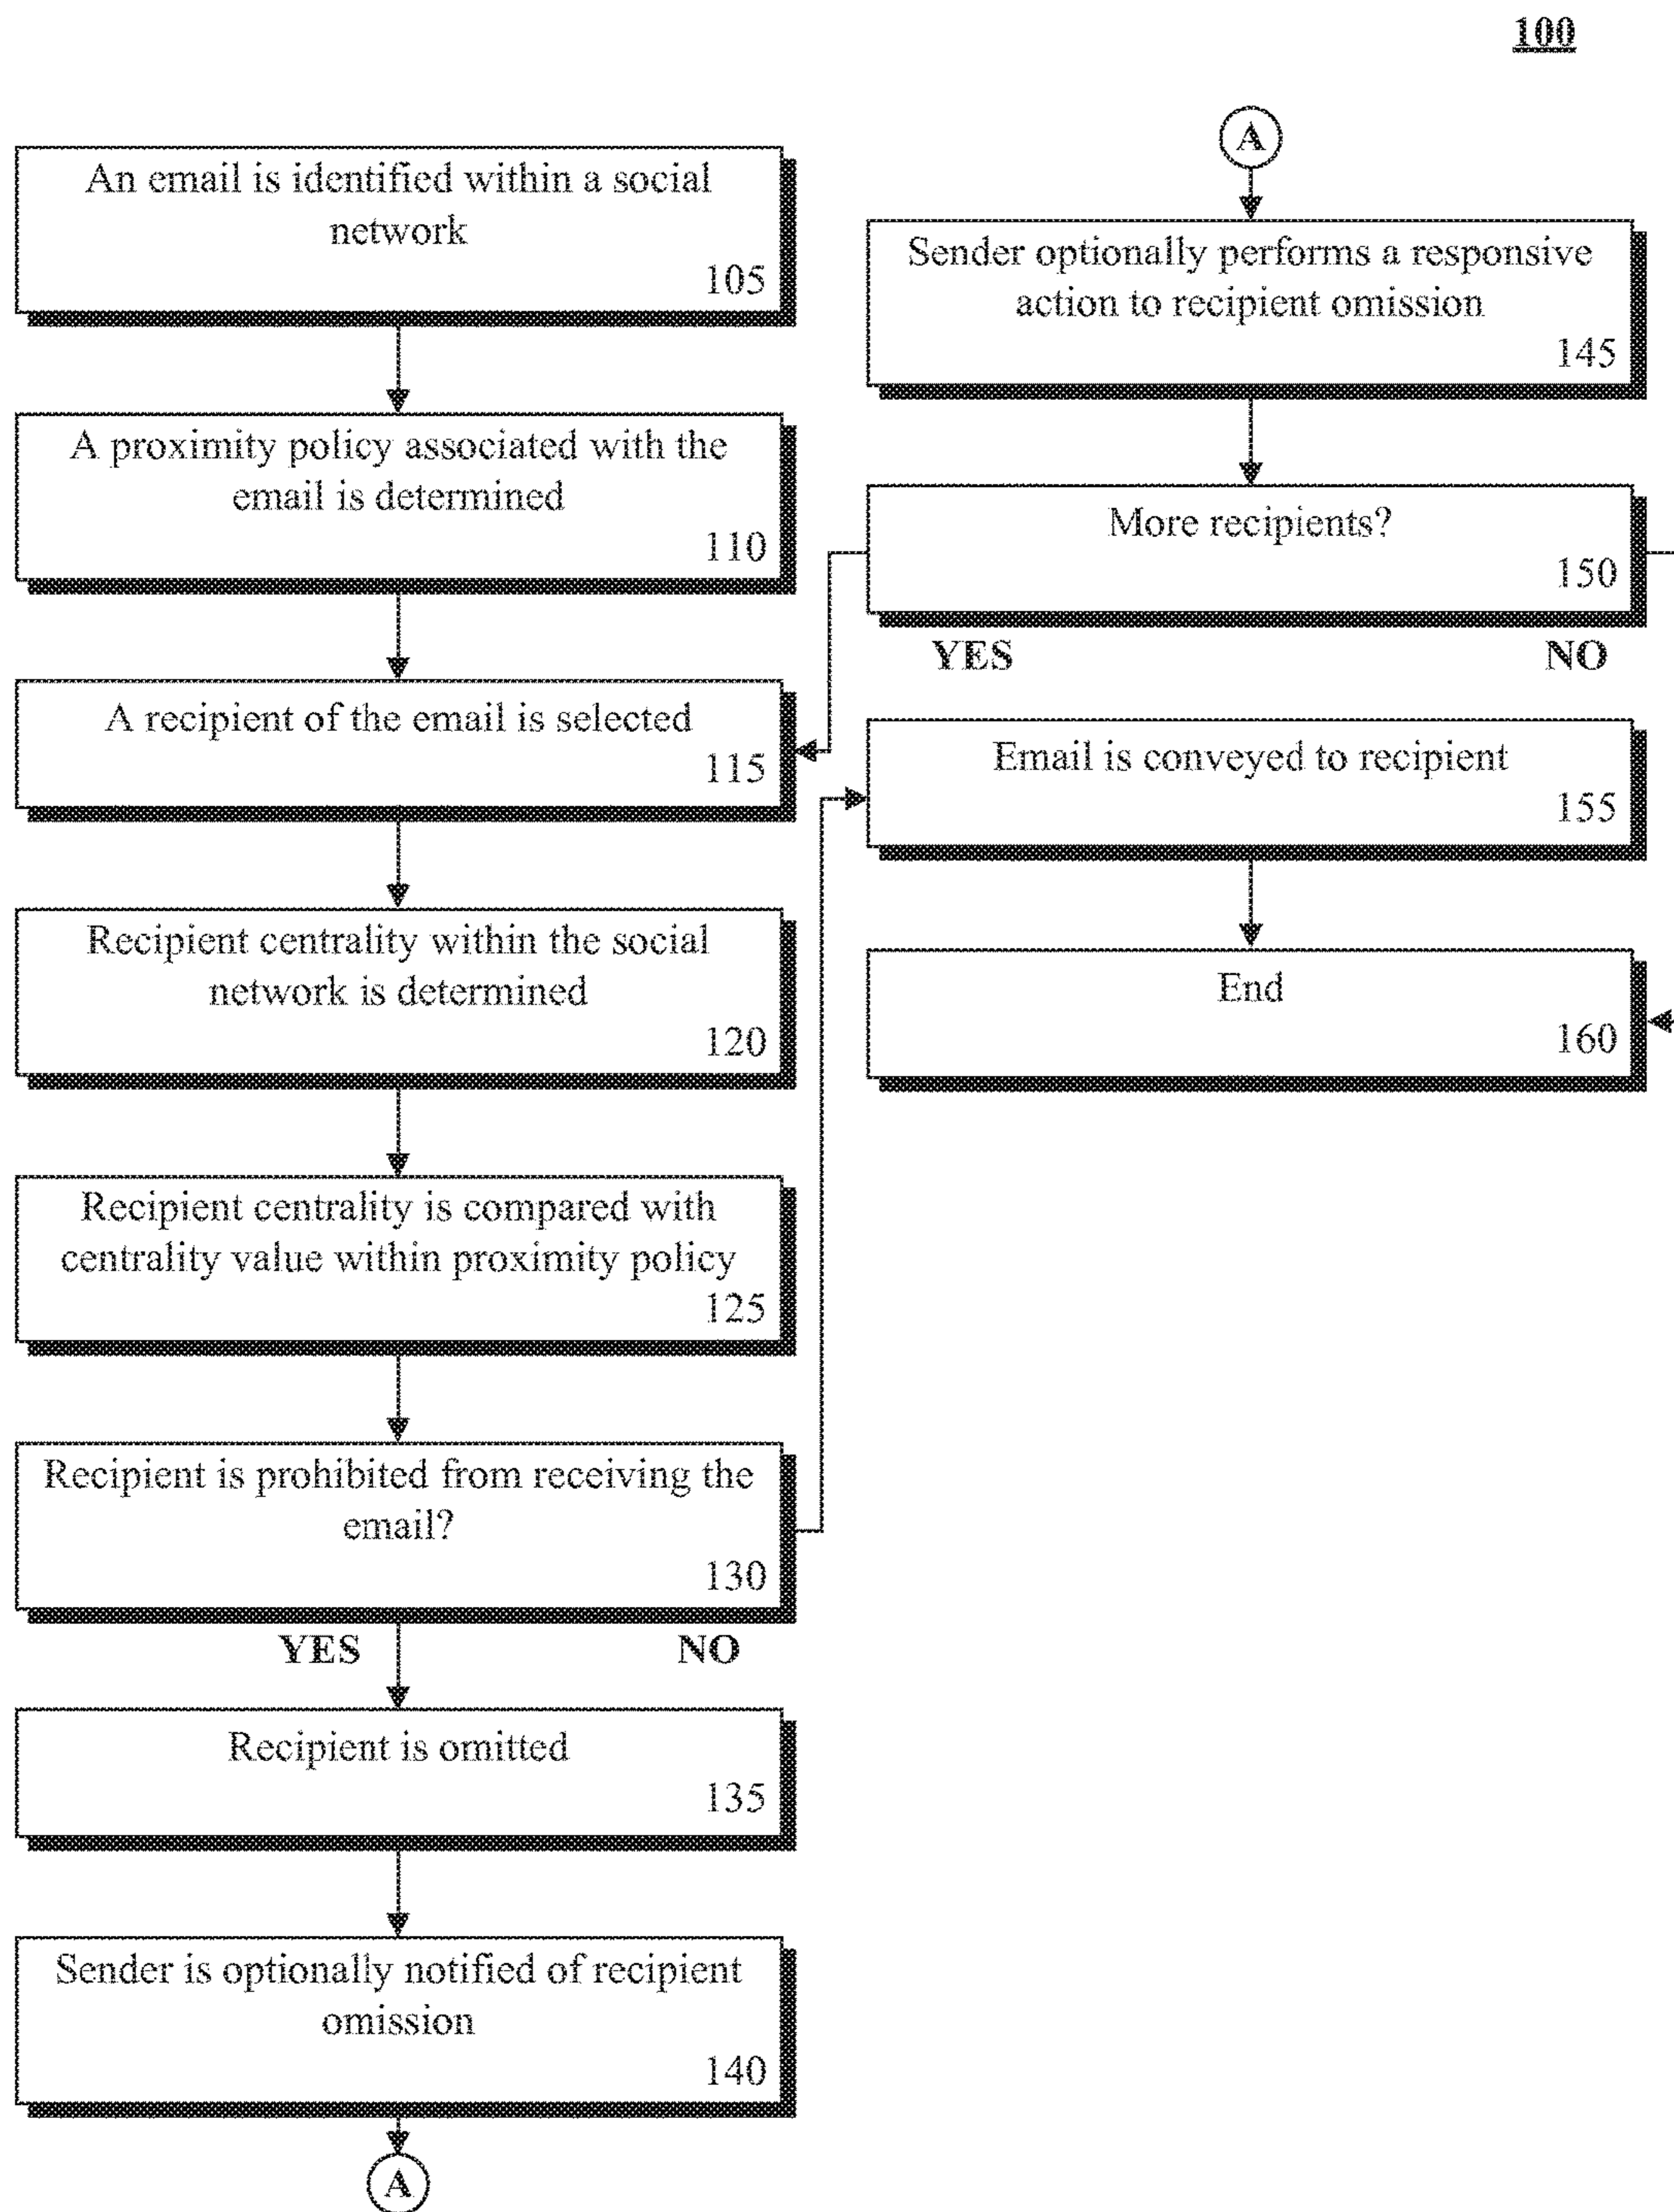 100
An email is identified within a social
network
105
A proximity policy associated with the
email is determined
110
A recipient of the email is selected
115
Recipient centrality within the social
network is determined
120
Recipient centrality is compared with
centrality value within proximity policy
125
Recipient is prohibited from receiving the
email?
130
YES NO
Recipient is omitted
135
Sender is optionally notified of recipient
omission
140
A
A
Sender optionally performs a responsive
action to recipient omission
145
More recipients?
150
YES NO
Email is conveyed to recipient
155
End
160